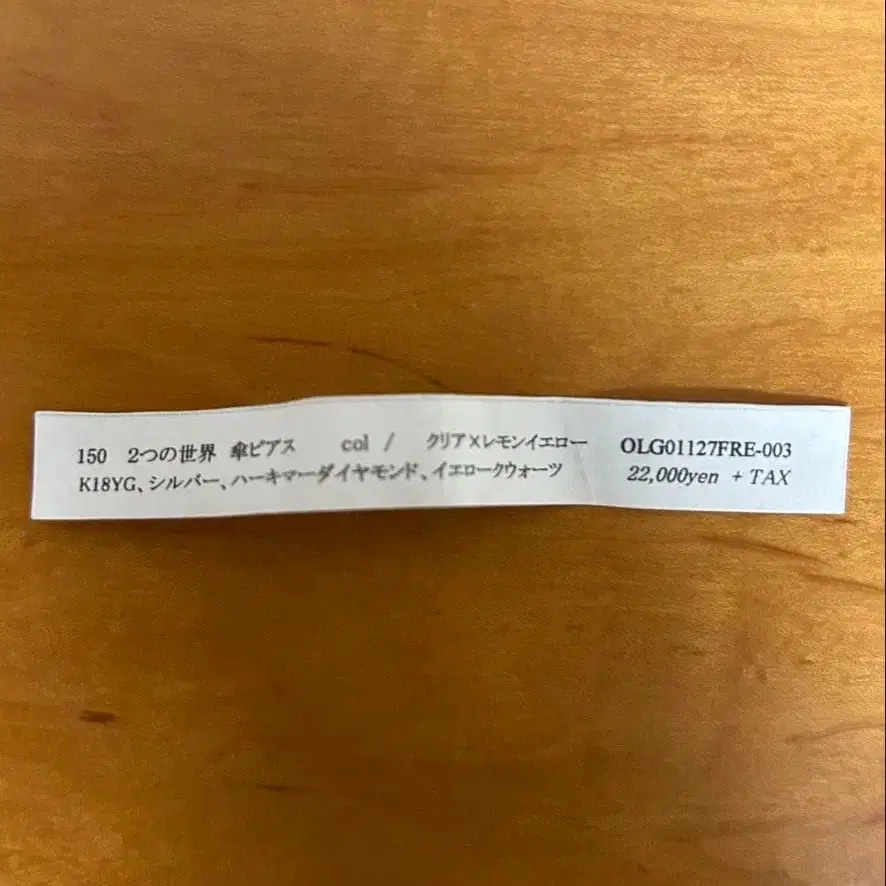 150 2つの世界 傘ピアス col / クリア×レモンイエロー OLG01127FRE-003
K18YG、シルバー、ハーキマーダイヤモンド、イエロークウォーツ 22,000yen + TAX